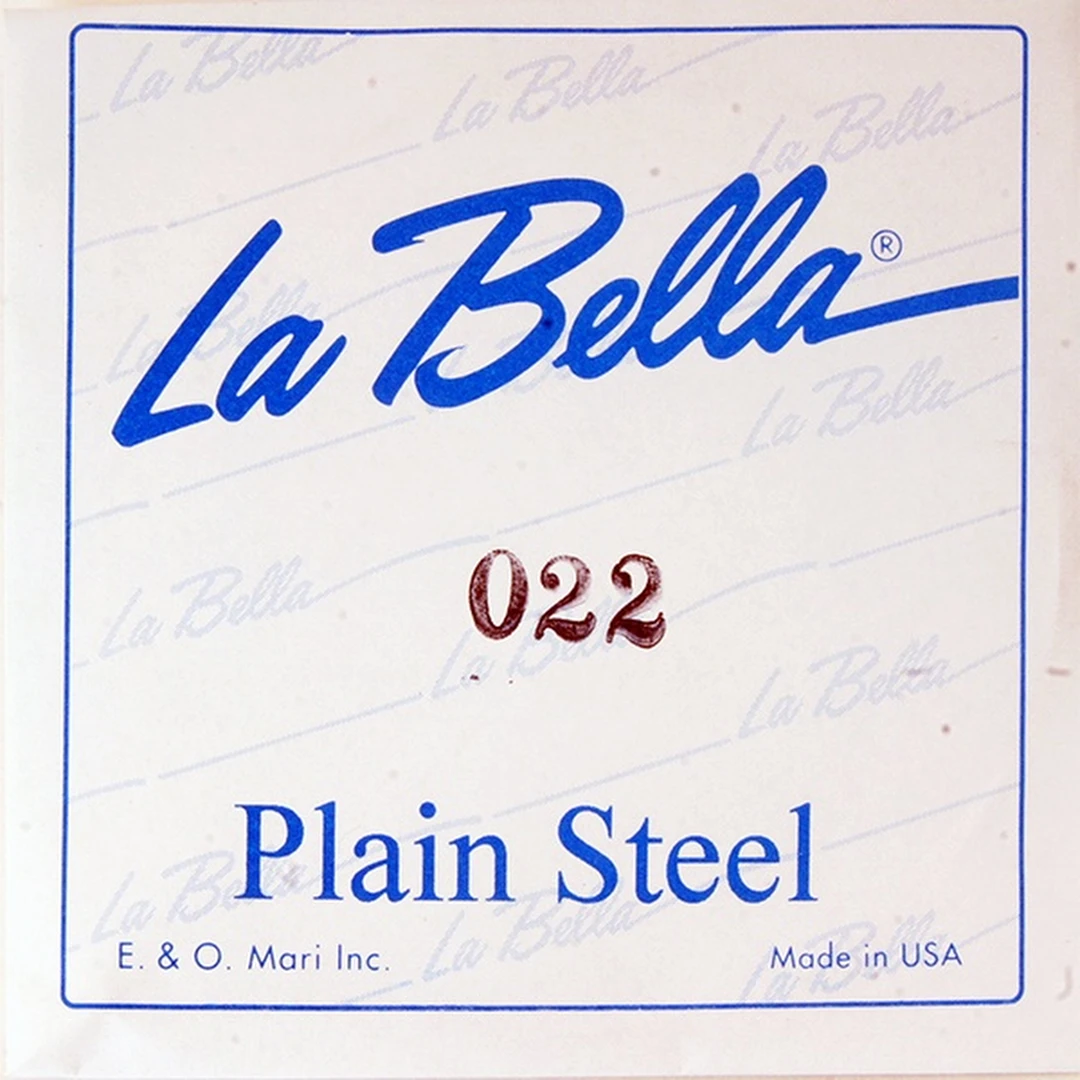 La Bella®
022
Plain Steel
E. & O. Mari Inc.
Made in USA